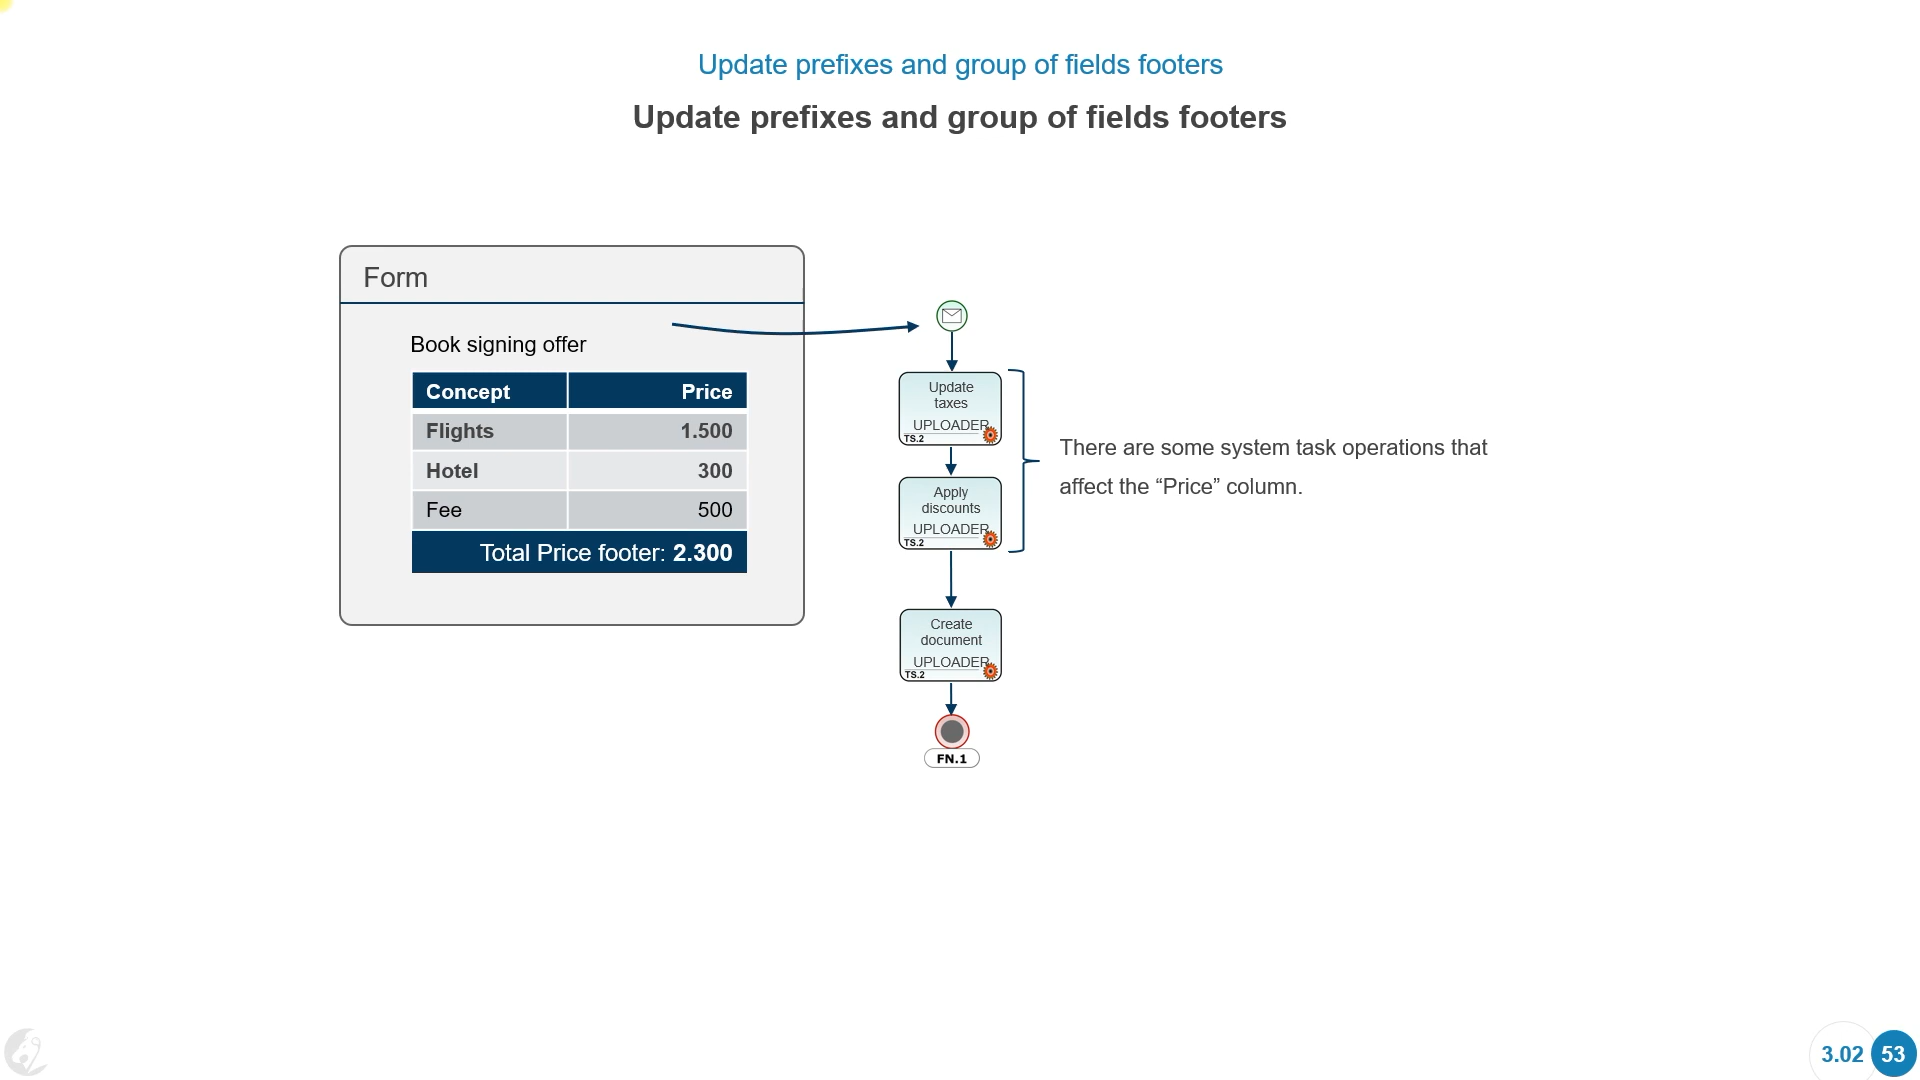 Update prefixes and group of fields footers
Update prefixes and group of fields footers
Form
Book signing offer
Concept Price
Flights 1.500
Hotel 300
Fee 500
Total Price footer: 2.300
Update
taxes
UPLOADER
TS.2
Apply
discounts
UPLOADER
TS.2
There are some system task operations that
affect the “Price” column.
Create
document
UPLOADER
TS.2
FN.1
3.02 53